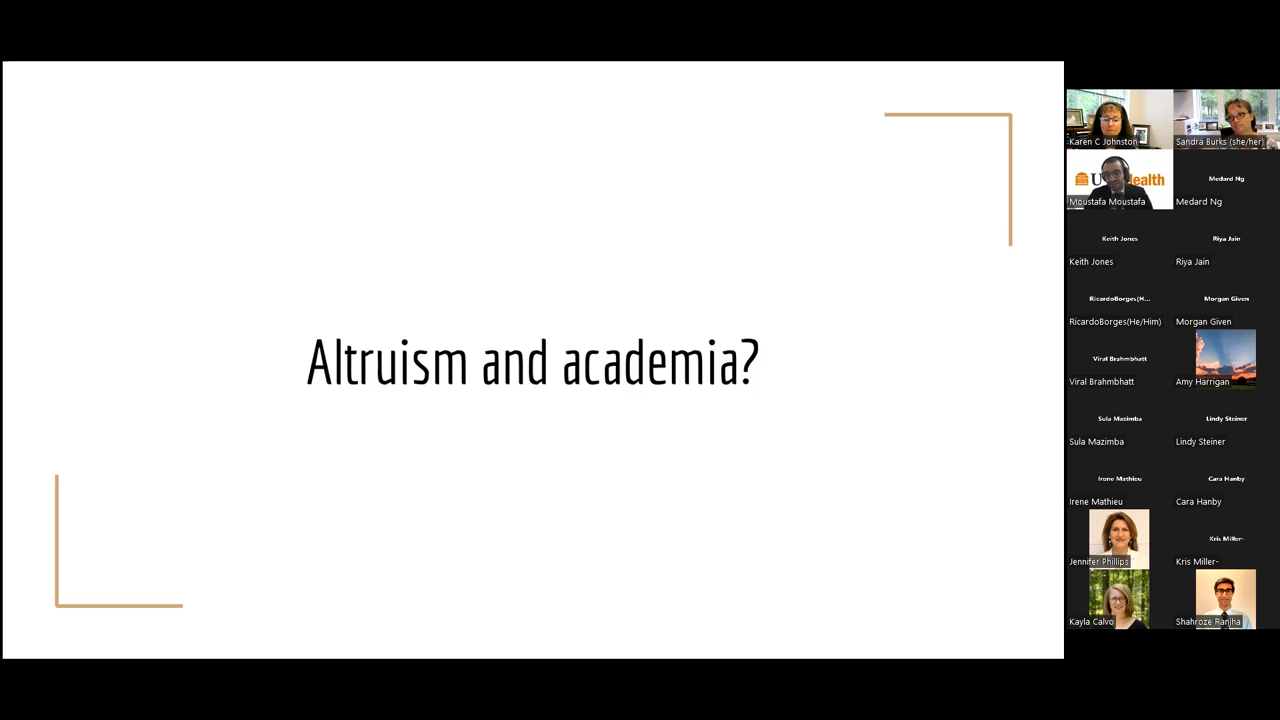 Altruism and academia?
Karen C Johnston
Sandra Burks (she/her)
Health
Moustafa Moustafa
Medard Ng
Medard Ng
Keith Jones
Keith Jones
Riya Jain
Riya Jain
RicardoBorges(H...
RicardoBorges(He/Him)
Morgan Given
Morgan Given
Viral Brahmbhatt
Viral Brahmbhatt
Amy Harrigan
Sula Mazimba
Sula Mazimba
Lindy Steiner
Lindy Steiner
Irene Mathieu
Irene Mathieu
Cara Hanby
Cara Hanby
Jennifer Phillips
Kris Miller-
Kris Miller-
Kayla Calvo
Shahroze Ranjha